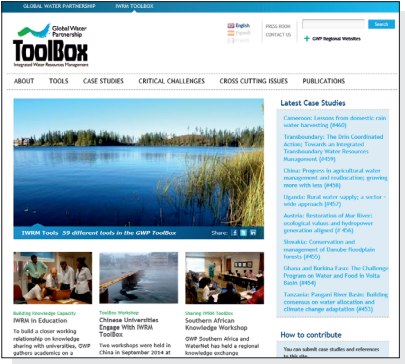 GLOBAL WATER PARTNERSHIP IWRM TOOLBOX
Global Water
Partnership
ToolBox
Integrated Water Resources Management
English
Español
PRESS ROOM
CONTACT US
Search
GWP Regional Websites
ABOUT TOOLS CASE STUDIES CRITICAL CHALLENGES CROSS CUTTING ISSUES PUBLICATIONS
IWRM Tools 59 different tools in the GWP ToolBox
Share:
Building Knowledge Capacity
IWRM in Education
To build a closer working
relationship on knowledge
sharing with universities, GWP
gathers academics on a
Toolbox Workshop
Chinese Universities
Engage With IWRM
ToolBox
Two workshops were held in
China in September 2014 at
Sharing IWRM ToolBox
Southern African
Knowledge Workshop
GWP Southern Africa and
WaterNet has held a regional
knowledge exchange
Latest Case Studies
Cameroon: Lessons from domestic rain
water harvesting (#460)
Transboundary: The Drin Coordinated
Action: Towards an Integrated
Transboundary Water Resources
Management (#459)
China: Progress in agricultural water
management and reallocation; growing
more with less (#458)
Uganda: Rural water supply; a sector -
wide approach (#457)
Austria: Restoration of Mur River:
ecological values and hydropower
generation aligned (# 456)
Slovakia: Conservation and
management of Danube floodplain
forests (#455)
Ghana and Burkina Faso: The Challenge
Program on Water and Food in Volta
Basin (#454)
Tanzania: Pangani River Basin: Building
consensus on water allocation and
climate change adaptation (#453)
How to contribute
You can submit case studies and references
to this site.